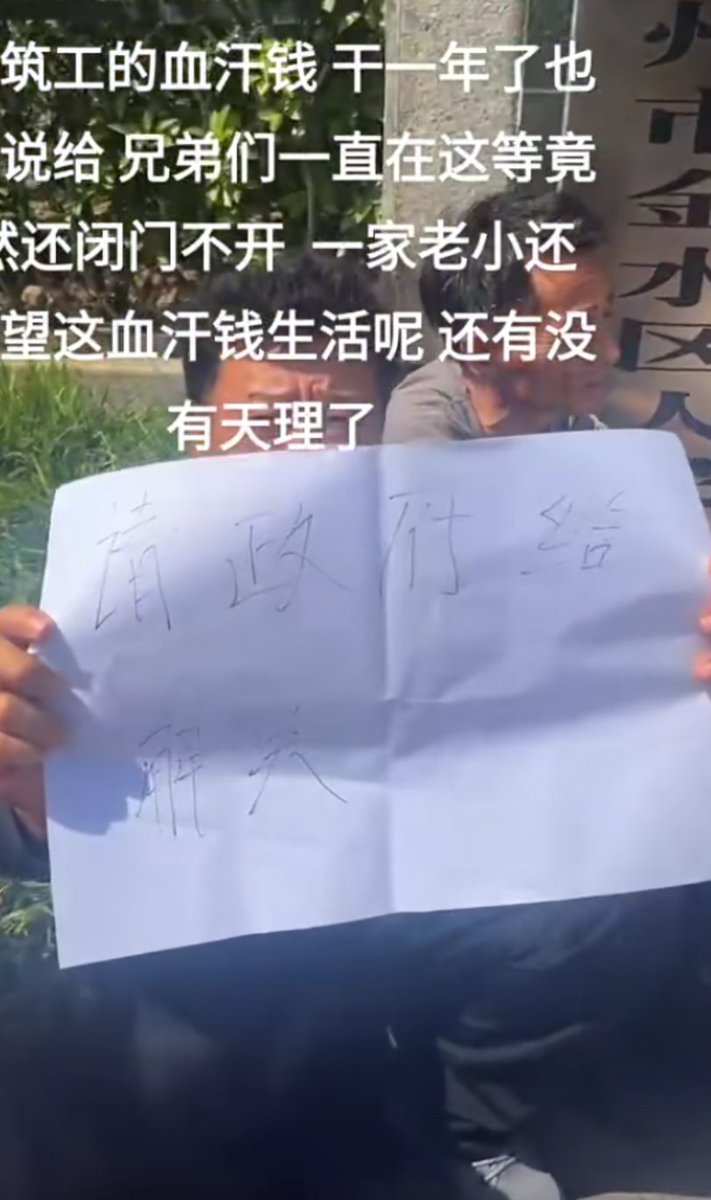 筑工的血汗钱 干一年了也
说给 兄弟们一直在这等竟
然还闭门不开 一家老小还
望这血汗钱生活呢 还有没
有天理了
州市金水区人
请政府给
解决